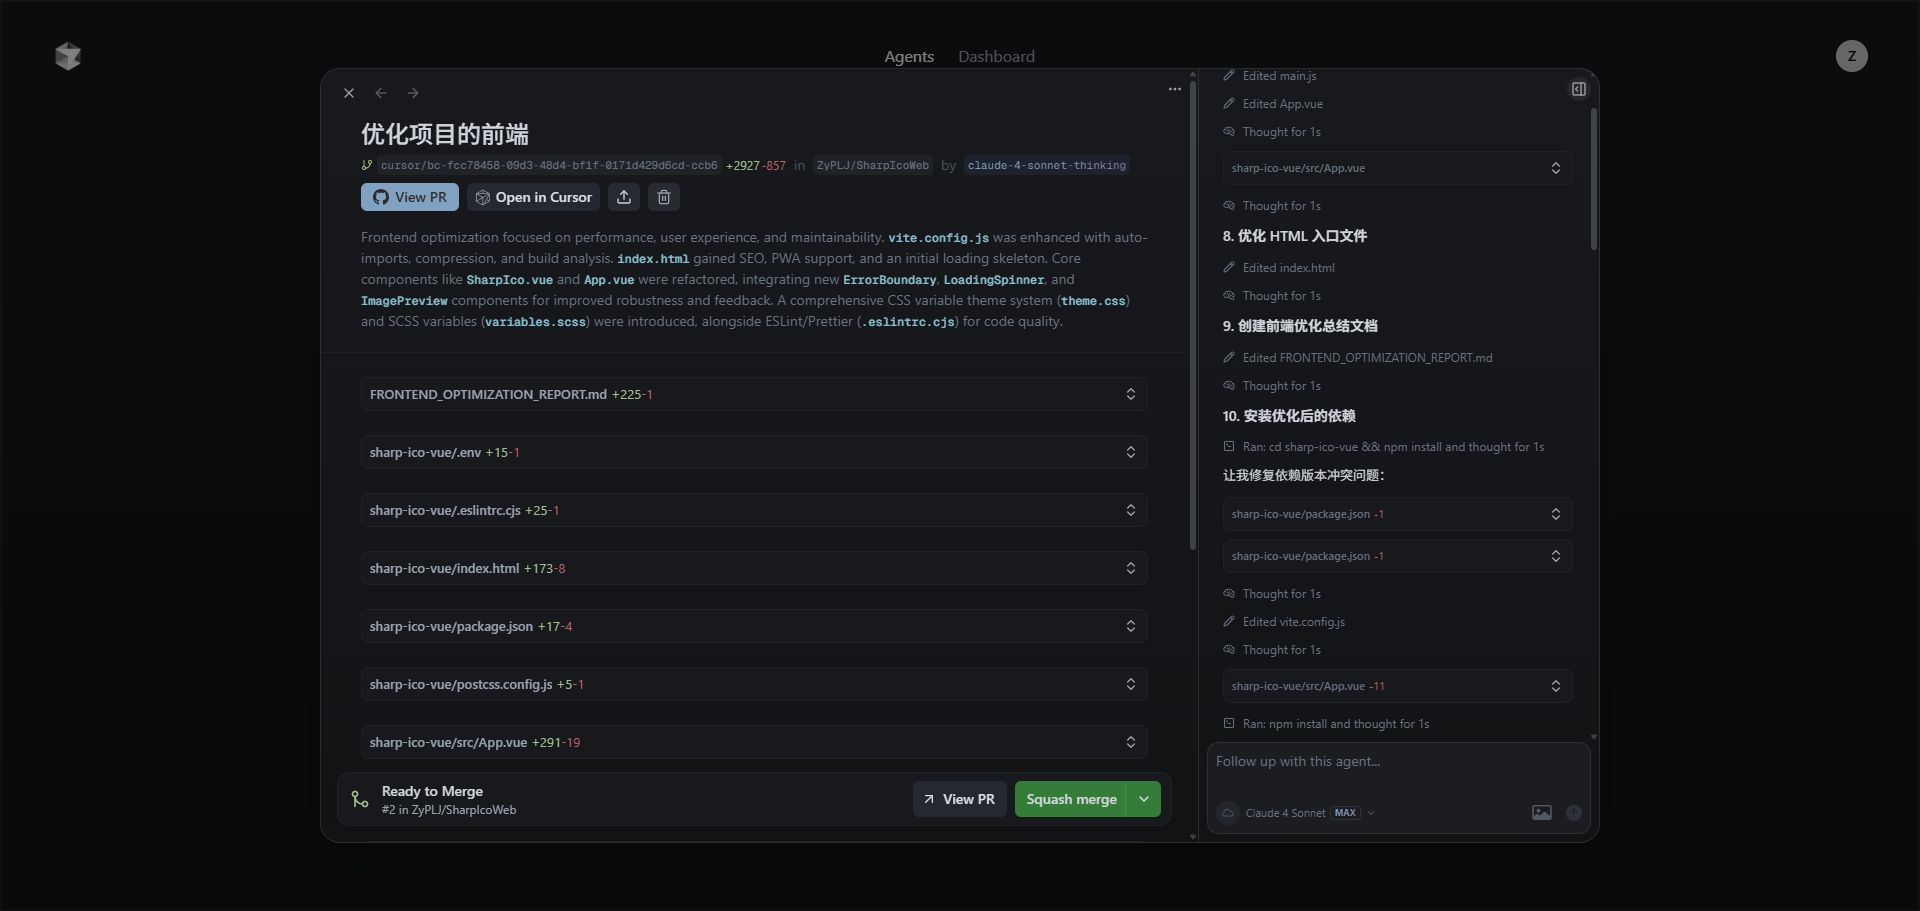 Agents
Dashboard
Z
优化项目的前端
cursor/bc-fcc78458-09d3-48d4-bf1f-0171d429d6cd-ccb6 +2927-857 in ZyPLJ/SharpIcoWeb by claude-4-sonnet-thinking
View PR
Open in Cursor
Frontend optimization focused on performance, user experience, and maintainability. vite.config.js was enhanced with auto-
imports, compression, and build analysis. index.html gained SEO, PWA support, and an initial loading skeleton. Core
components like SharpIco.vue and App.vue were refactored, integrating new ErrorBoundary, LoadingSpinner, and
ImagePreview components for improved robustness and feedback. A comprehensive CSS variable theme system (theme.css)
and SCSS variables (variables.scss) were introduced, alongside ESLint/Prettier (.eslintrc.cjs) for code quality.
FRONTEND_OPTIMIZATION_REPORT.md +225-1
sharp-ico-vue/.env +15-1
sharp-ico-vue/.eslintrc.cjs +25-1
sharp-ico-vue/index.html +173-8
sharp-ico-vue/package.json +17-4
sharp-ico-vue/postcss.config.js +5-1
sharp-ico-vue/src/App.vue +291-19
Ready to Merge
#2 in ZyPLJ/SharpIcoWeb
View PR
Squash merge
Edited main.js
Edited App.vue
Thought for 1s
sharp-ico-vue/src/App.vue
Thought for 1s
8. 优化 HTML 入口文件
Edited index.html
Thought for 1s
9. 创建前端优化总结文档
Edited FRONTEND_OPTIMIZATION_REPORT.md
Thought for 1s
10. 安装优化后的依赖
Ran: cd sharp-ico-vue && npm install and thought for 1s
让我修复依赖版本冲突问题：
sharp-ico-vue/package.json -1
sharp-ico-vue/package.json -1
Thought for 1s
Edited vite.config.js
Thought for 1s
sharp-ico-vue/src/App.vue -11
Ran: npm install and thought for 1s
Follow up with this agent...
Claude 4 Sonnet MAX